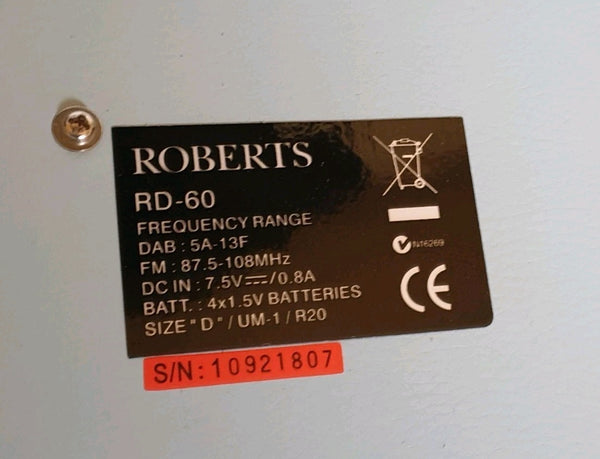 ROBERTS
RD-60
FREQUENCY RANGE
DAB : 5A-13F
FM : 87.5-108MHz
DC IN : 7.5V⎓/0.8A
BATT. : 4x1.5V BATTERIES
SIZE "D" / UM-1 / R20
N16269
CE
S/N: 10921807